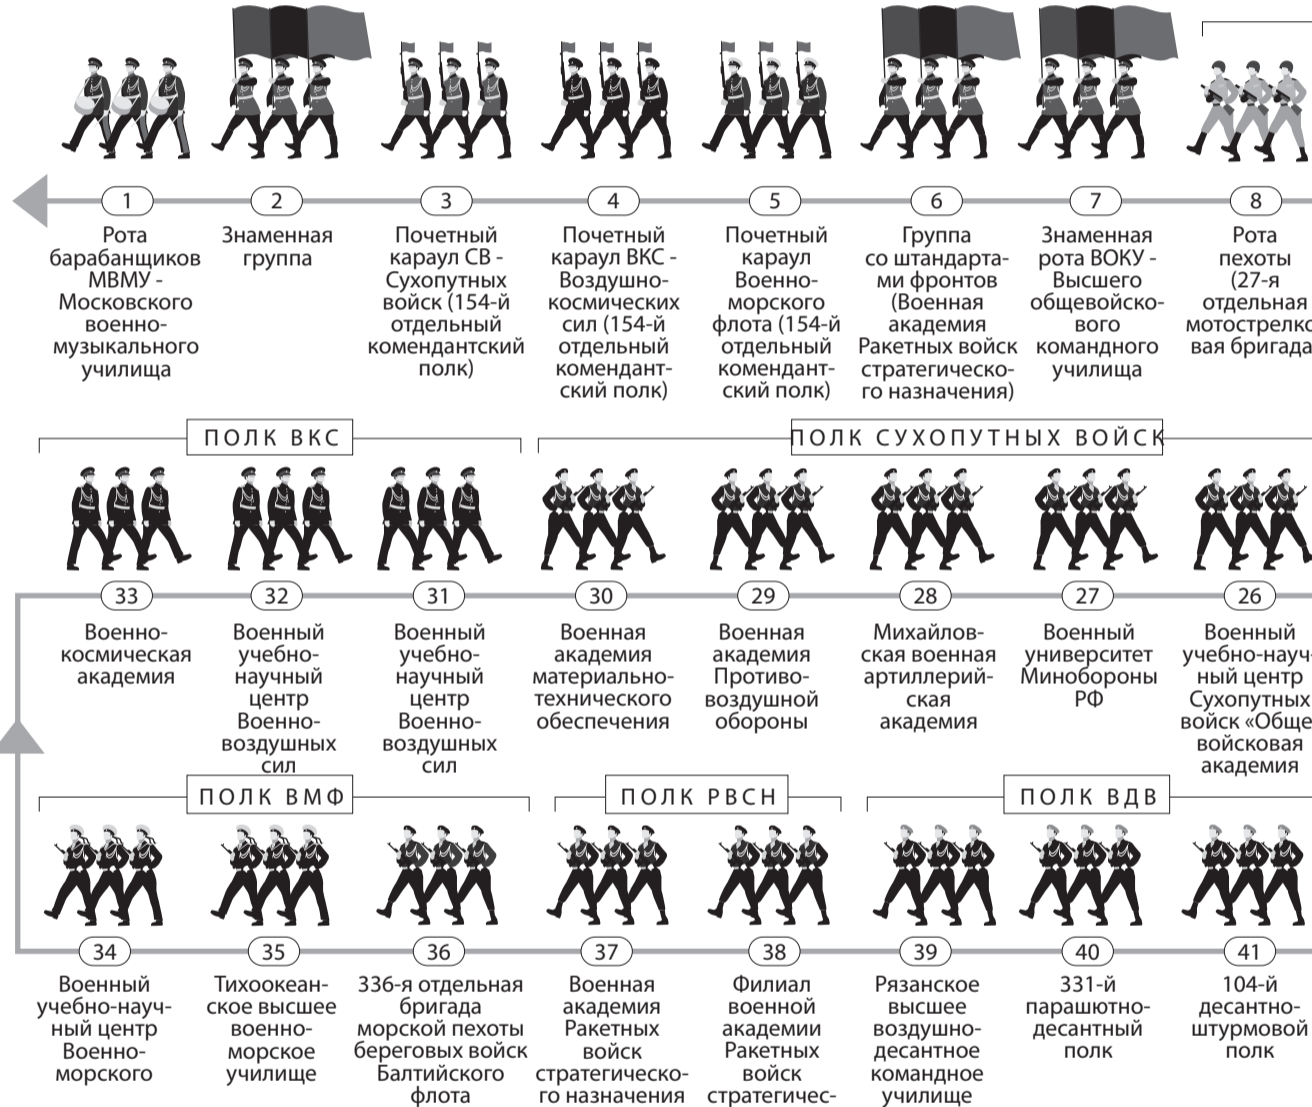 1
Рота
барабанщиков
МВМУ -
Московского
военно-
музыкального
училища
2
Знаменная
группа
3
Почетный
караул СВ -
Сухопутных
войск (154-й
отдельный
комендантский
полк)
4
Почетный
караул ВКС -
Воздушно-
космических
сил (154-й
отдельный
комендант-
ский полк)
5
Почетный
караул
Военно-
морского
флота (154-й
отдельный
комендант-
ский полк)
6
Группа
со штандарта-
ми фронтов
(Военная
академия
Ракетных войск
стратегическо-
го назначения)
7
Знаменная
рота ВОКУ -
Высшего
общевойско-
вого
командного
училища
8
Рота
пехоты
(27-я
отдельная
мотострелко
вая бригада
ПОЛК ВКС
33
Военно-
космическая
академия
32
Военный
учебно-
научный
центр
Военно-
воздушных
сил
31
Военный
учебно-
научный
центр
Военно-
воздушных
сил
ПОЛК СУХОПУТНЫХ ВОЙСК
30
Военная
академия
материально-
технического
обеспечения
29
Военная
академия
Противо-
воздушной
обороны
28
Михайлов-
ская военная
артиллерий-
ская
академия
27
Военный
университет
Минобороны
РФ
26
Военный
учебно-науч-
ный центр
Сухопутных
войск «Обще
войсковая
академия
ПОЛК ВМФ
34
Военный
учебно-науч-
ный центр
Военно-
морского
35
Тихоокеан-
ское высшее
военно-
морское
училище
36
336-я отдельная
бригада
морской пехоты
береговых войск
Балтийского
флота
ПОЛК РВСН
37
Военная
академия
Ракетных
войск
стратегическо-
го назначения
38
Филиал
военной
академии
Ракетных
войск
стратегичес-
ПОЛК ВДВ
39
Рязанское
высшее
воздушно-
десантное
командное
училище
40
331-й
парашютно-
десантный
полк
41
104-й
десантно-
штурмовой
полк